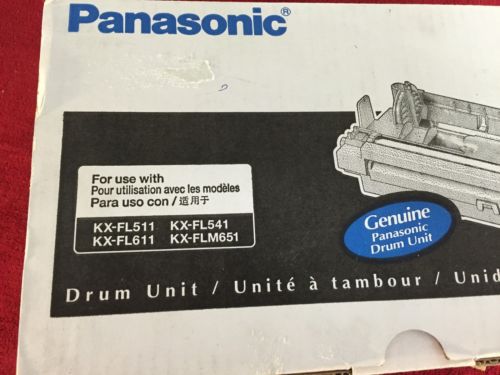 Panasonic®
For use with
Pour utilisation avec les modèles
Para uso con / 适用于
KX-FL511 KX-FL541
KX-FL611 KX-FLM651
Genuine
Panasonic
Drum Unit
Drum Unit / Unité à tambour / Unid